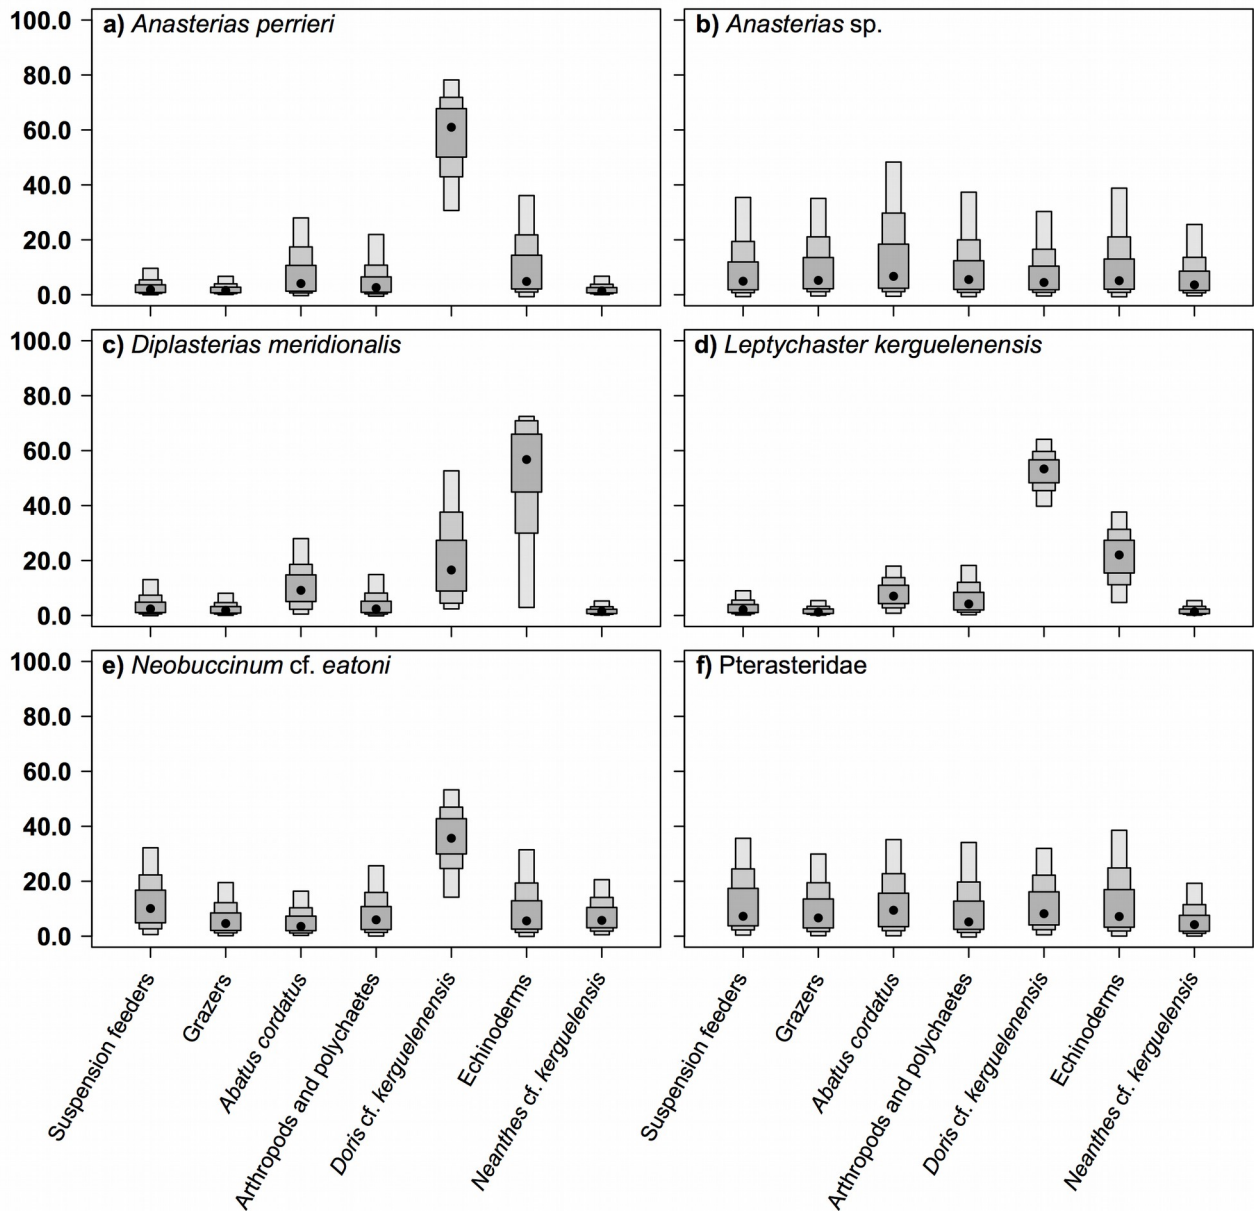 a) Anasterias perrieri
b) Anasterias sp.
100.0
80.0
60.0
40.0
20.0
0.0
c) Diplasterias meridionalis
d) Leptychaster kerguelenensis
100.0
80.0
60.0
40.0
20.0
0.0
e) Neobuccinum cf. eatoni
f) Pterasteridae
100.0
80.0
60.0
40.0
20.0
0.0
Suspension feeders
Grazers
Abatus cordatus
Arthropods and polychaetes
Doris cf. kerguelenensis
Echinoderms
Neanthes cf. kerguelensis
Suspension feeders
Grazers
Abatus cordatus
Arthropods and polychaetes
Doris cf. kerguelenensis
Echinoderms
Neanthes cf. kerguelensis